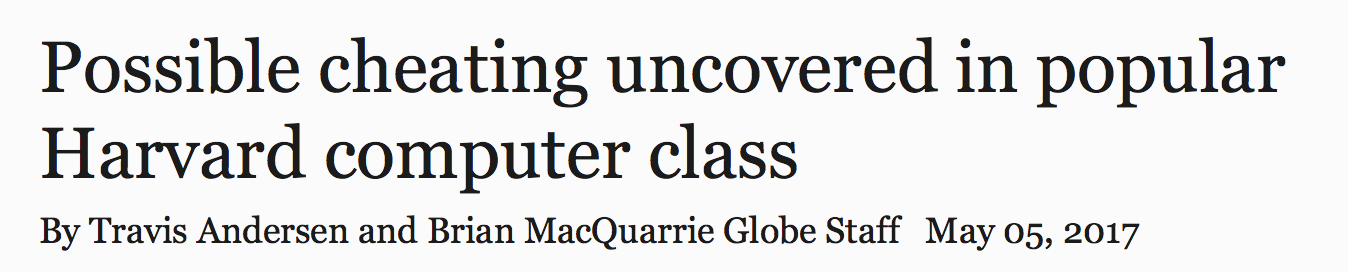 Possible cheating uncovered in popular
Harvard computer class
By Travis Andersen and Brian MacQuarrie Globe Staff   May 05, 2017